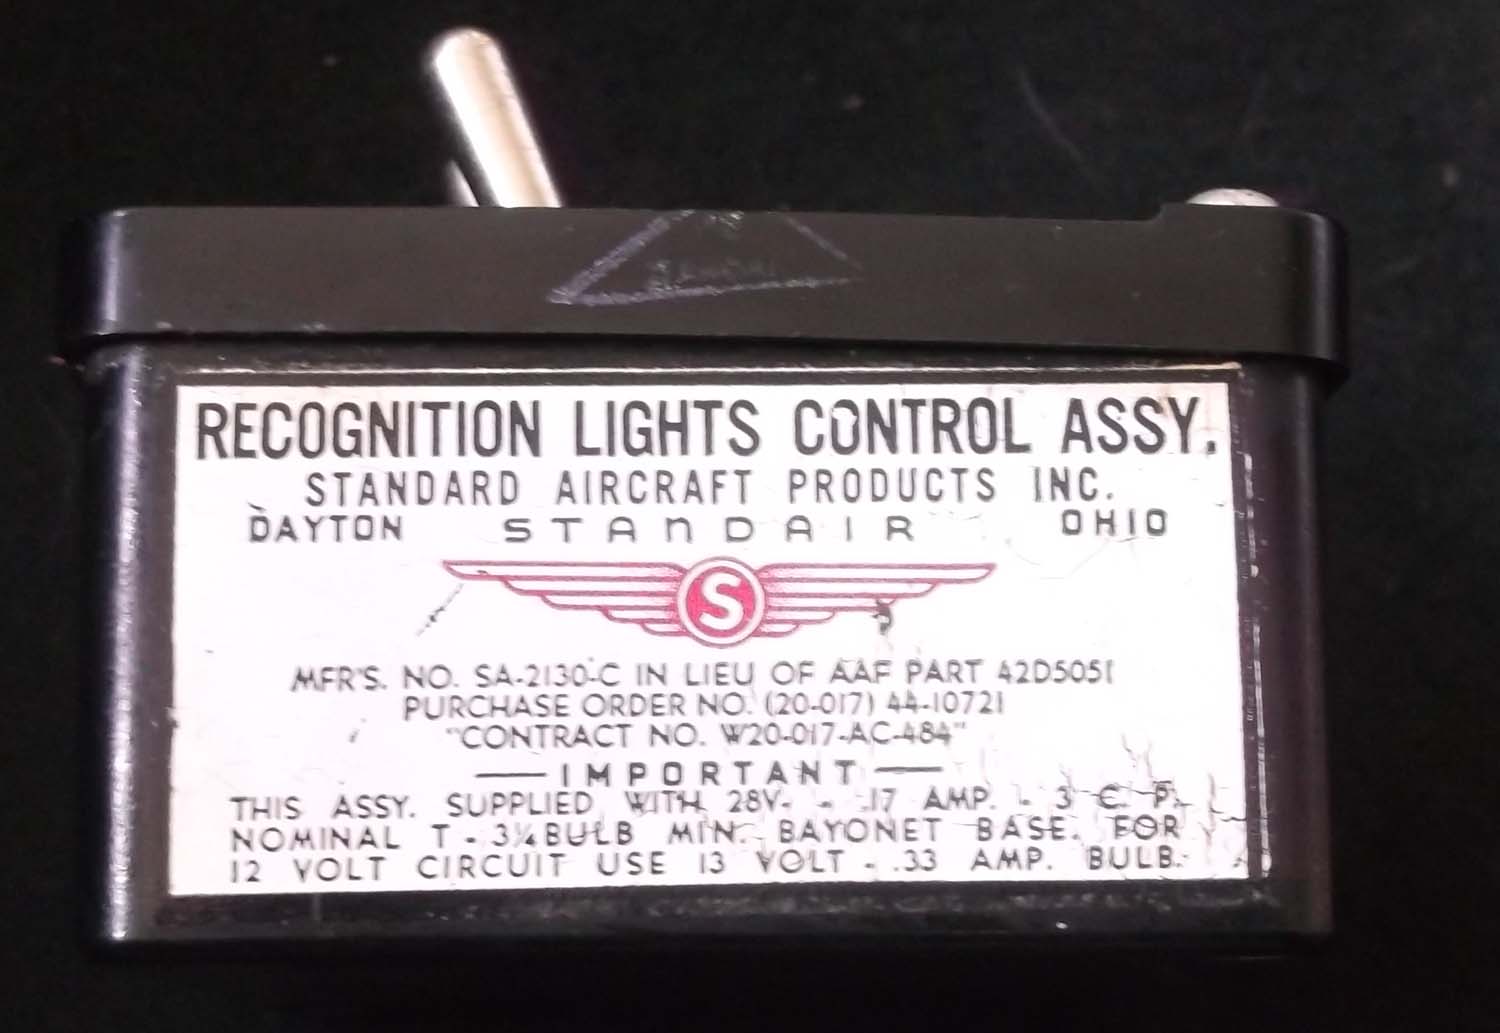 RECOGNITION LIGHTS CONTROL ASSY.
STANDARD AIRCRAFT PRODUCTS INC.
DAYTON STANDAIR OHIO
S
MFR'S. NO. SA-2130-C IN LIEU OF AAF PART 42D5051
PURCHASE ORDER NO. (20-017) 44-10721
"CONTRACT NO. W20-017-AC-484"
— IMPORTANT —
THIS ASSY. SUPPLIED WITH 28V. - .17 AMP. - 3 C. P.
NOMINAL T - 3¼ BULB MIN. BAYONET BASE. FOR
12 VOLT CIRCUIT USE 13 VOLT - .33 AMP. BULB.